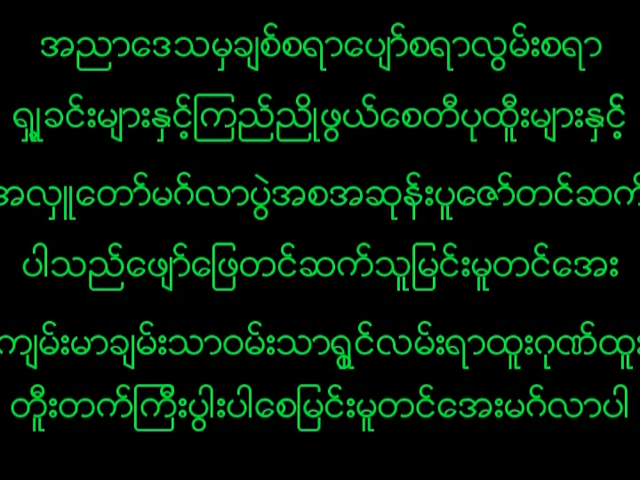 အညာဒေသမှချစ်စရာပျော်စရာလွမ်းစရာ
ရှုခင်းများနှင့်ကြည်ညိုဖွယ်စေတီပုထိုးများနှင့်
အလှူတော်မင်္ဂလာပွဲအစအဆုန်းပူဇော်တင်ဆက်
ပါသည်ဖျော်ဖြေတင်ဆက်သူမြင်းမူတင်အေး
ကျမ်းမာချမ်းသာဝမ်းသာရွှင်လမ်းရာထူးဂုဏ်ထူး
တိုးတက်ကြီးပွါးပါစေမြင်းမူတင်အေးမင်္ဂလာပါ